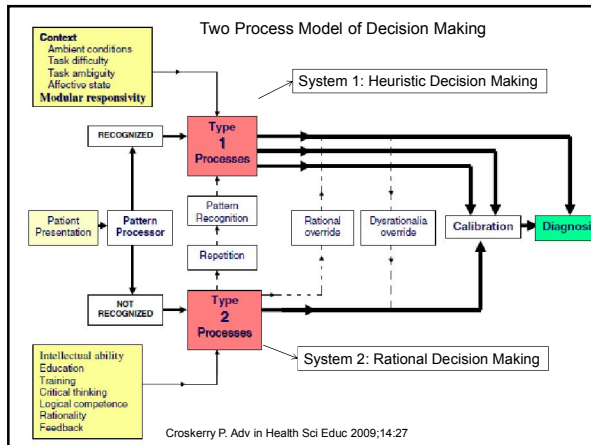 Two Process Model of Decision Making
Context
Ambient conditions
Task difficulty
Task ambiguity
Affective state
Modular responsivity
System 1: Heuristic Decision Making
RECOGNIZED
Type
1
Processes
Patient
Presentation
Pattern
Processor
Pattern
Recognition
Repetition
Rational
override
Dysrationalia
override
Calibration
Diagnosi
NOT
RECOGNIZED
Type
2
Processes
System 2: Rational Decision Making
Intellectual ability
Education
Training
Critical thinking
Logical competence
Rationality
Feedback
Croskerry P. Adv in Health Sci Educ 2009;14:27